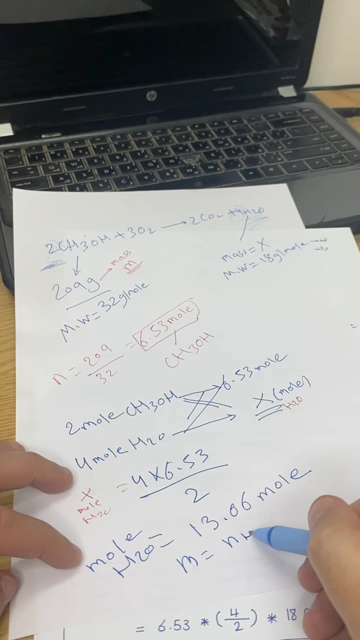 hp
2CH3OH + 3O2 → 2CO2 + 4H2O
209g → mass m
M.W = 32g/mole
mass = X
M.W = 18g/mole
n = 209/32 = 6.53 mole
CH3OH
2 mole CH3OH → 6.53 mole
4 mole H2O → X (mole) H2O
X mole H2O = 4 X 6.53 / 2
mole H2O = 13.06 mole
m = n
= 6.53 * (4/2) * 18